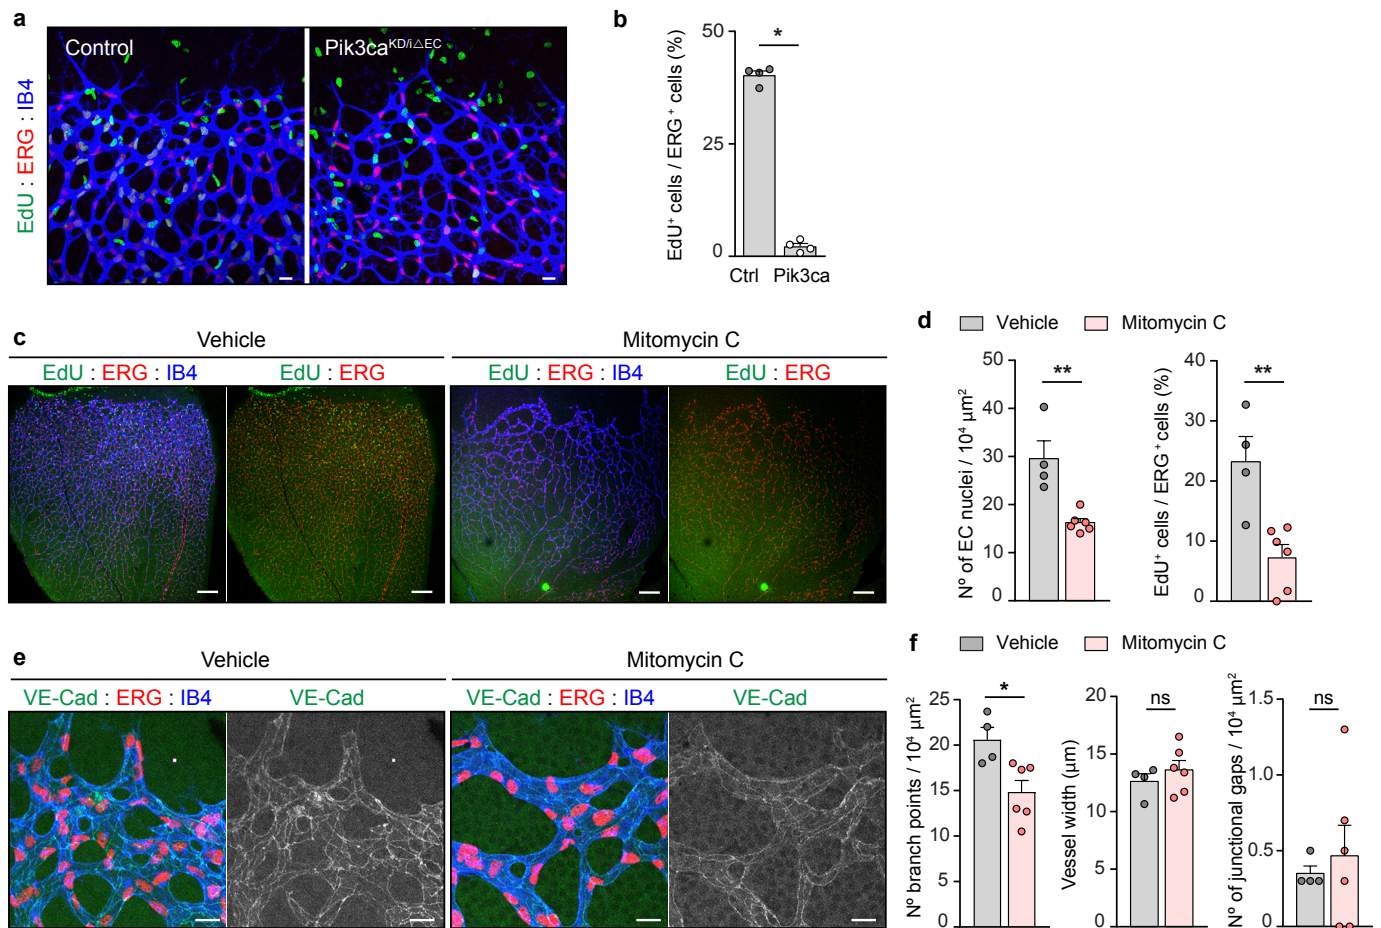 a
Control
Pik3ca^KD/i△EC
EdU : ERG : IB4
b
EdU⁺ cells / ERG⁺ cells (%)
50
25
0
*
Ctrl Pik3ca
c
Vehicle
Mitomycin C
EdU : ERG : IB4
EdU : ERG
EdU : ERG : IB4
EdU : ERG
d
Vehicle
Mitomycin C
Nº of EC nuclei / 10⁴ µm²
50
40
30
20
10
0
**
EdU⁺ cells / ERG⁺ cells (%)
40
30
20
10
0
**
e
Vehicle
Mitomycin C
VE-Cad : ERG : IB4
VE-Cad
VE-Cad : ERG : IB4
VE-Cad
f
Vehicle
Mitomycin C
Nº branch points / 10⁴ µm²
25
20
15
10
5
0
*
Vessel width (µm)
20
15
10
5
0
ns
Nº of junctional gaps / 10⁴ µm²
1.5
1.0
0.5
0
ns